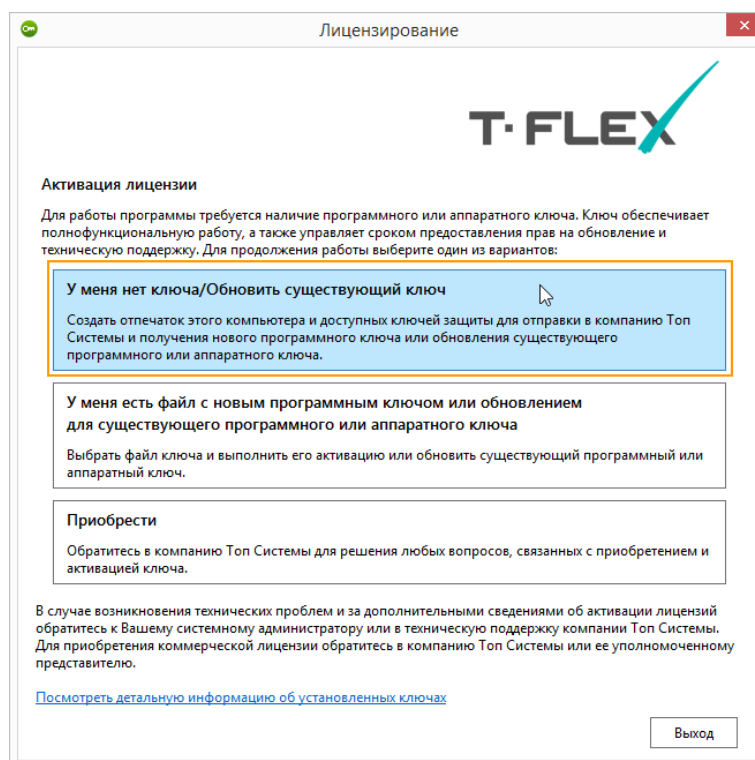 Лицензирование
T·FLEX
Активация лицензии
Для работы программы требуется наличие программного или аппаратного ключа. Ключ обеспечивает
полнофункциональную работу, а также управляет сроком предоставления прав на обновление и
техническую поддержку. Для продолжения работы выберите один из вариантов:
У меня нет ключа/Обновить существующий ключ
Создать отпечаток этого компьютера и доступных ключей защиты для отправки в компанию Топ
Системы и получения нового программного ключа или обновления существующего
программного или аппаратного ключа.
У меня есть файл с новым программным ключом или обновлением
для существующего программного или аппаратного ключа
Выбрать файл ключа и выполнить его активацию или обновить существующий программный или
аппаратный ключ.
Приобрести
Обратитесь в компанию Топ Системы для решения любых вопросов, связанных с приобретением и
активацией ключа.
В случае возникновения технических проблем и за дополнительными сведениями об активации лицензий
обратитесь к Вашему системному администратору или в техническую поддержку компании Топ Системы.
Для приобретения коммерческой лицензии обратитесь в компанию Топ Системы или ее уполномоченному
представителю.
Посмотреть детальную информацию об установленных ключах
Выход